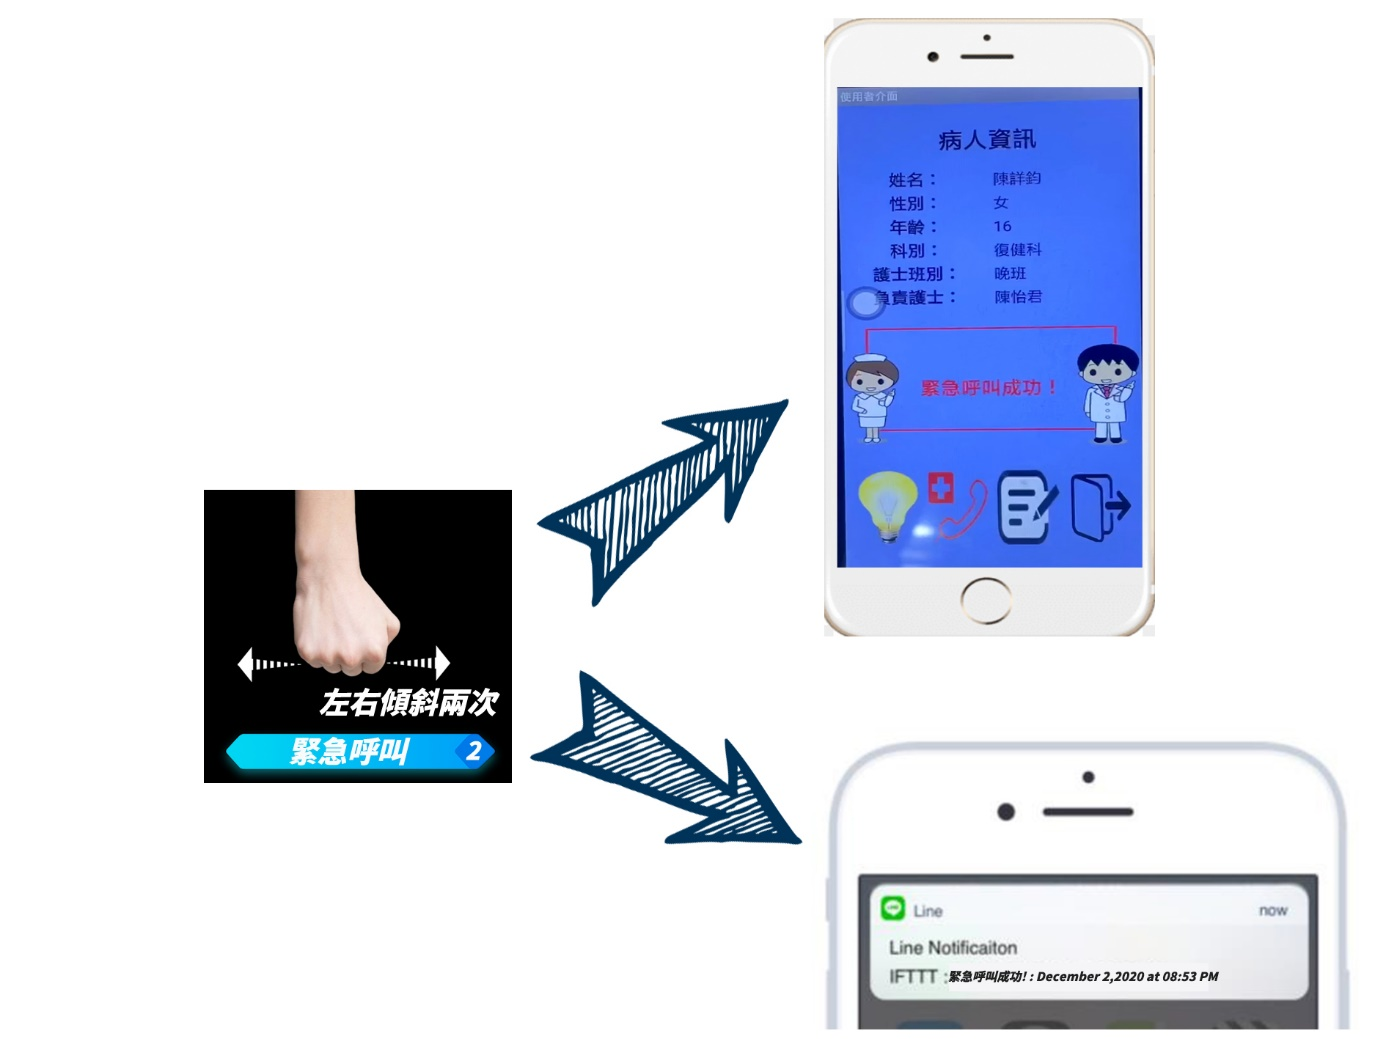 使用者介面
病人資訊
姓名： 陳詳鈞
性別： 女
年齡： 16
科別： 復健科
護士班別： 晚班
負責護士： 陳怡君
緊急呼叫成功！
左右傾斜兩次
緊急呼叫 2
Line now
Line Notificaiton
IFTTT :緊急呼叫成功! : December 2,2020 at 08:53 PM